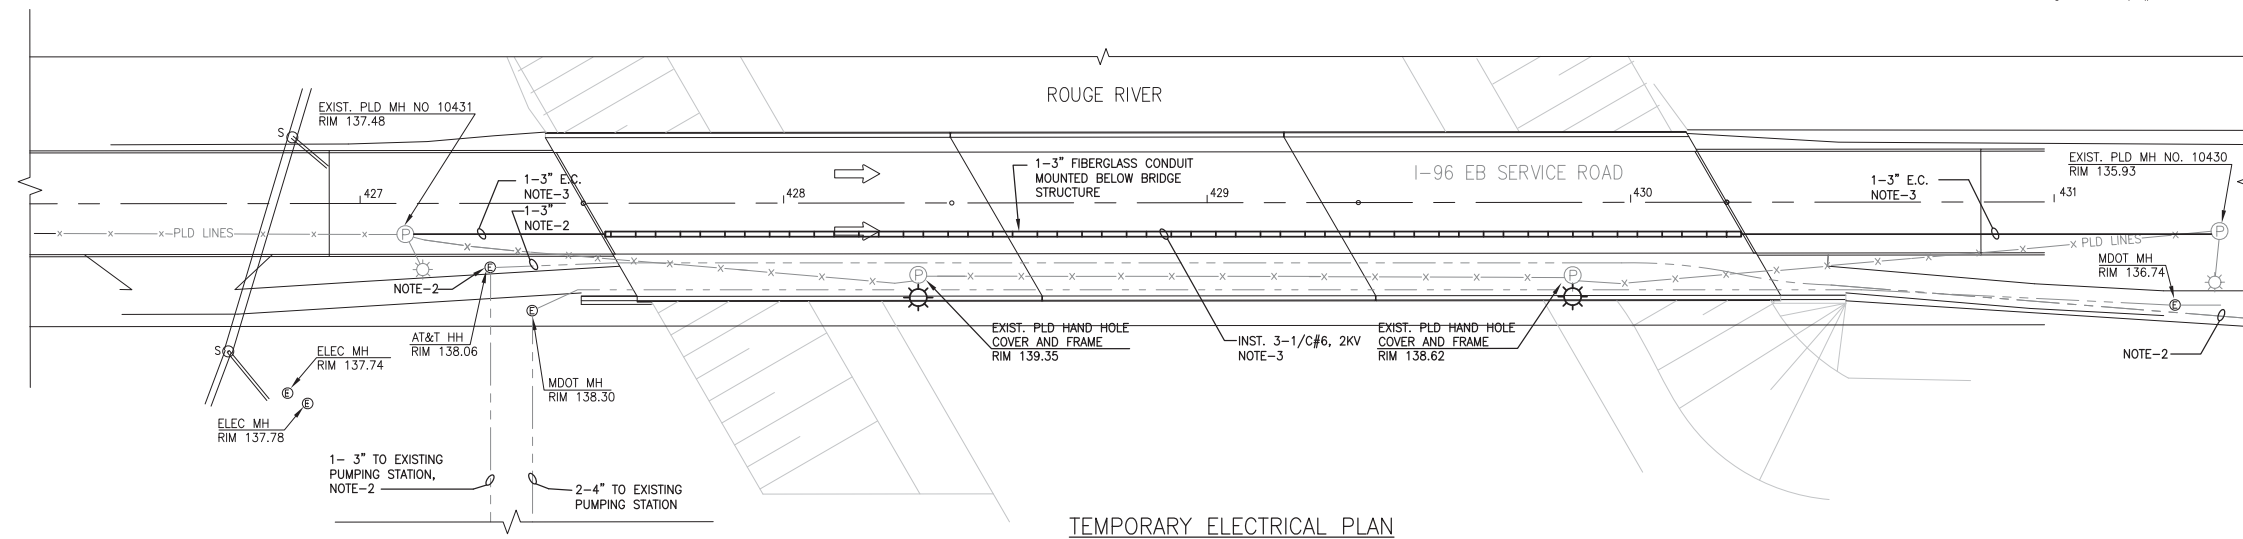 ROUGE RIVER
EXIST. PLD MH NO 10431
RIM 137.48
S
1-3" E.C.
NOTE-3
1-3"
NOTE-2
427
428
429
430
431
1-3" FIBERGLASS CONDUIT
MOUNTED BELOW BRIDGE
STRUCTURE
I-96 EB SERVICE ROAD
1-3" E.C.
NOTE-3
EXIST. PLD MH NO. 10430
RIM 135.93
PLD LINES
P
P
P
P
PLD LINES
MDOT MH
RIM 136.74
E
NOTE-2
E
E
AT&T HH
RIM 138.06
S
ELEC MH
RIM 137.74
E
E
ELEC MH
RIM 137.78
MDOT MH
RIM 138.30
EXIST. PLD HAND HOLE
COVER AND FRAME
RIM 139.35
INST. 3-1/C#6, 2KV
NOTE-3
EXIST. PLD HAND HOLE
COVER AND FRAME
RIM 138.62
NOTE-2
1- 3" TO EXISTING
PUMPING STATION,
NOTE-2
2-4" TO EXISTING
PUMPING STATION
TEMPORARY ELECTRICAL PLAN